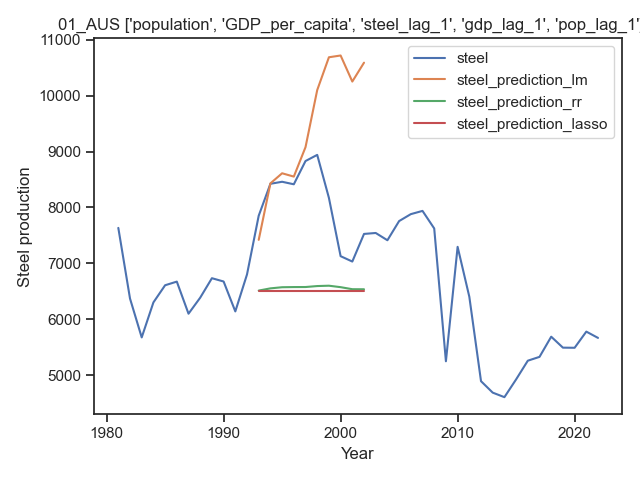 01_AUS ['population', 'GDP_per_capita', 'steel_lag_1', 'gdp_lag_1', 'pop_lag_1',
11000
10000
9000
8000
7000
6000
5000
Steel production
steel
steel_prediction_lm
steel_prediction_rr
steel_prediction_lasso
1980
1990
2000
2010
2020
Year